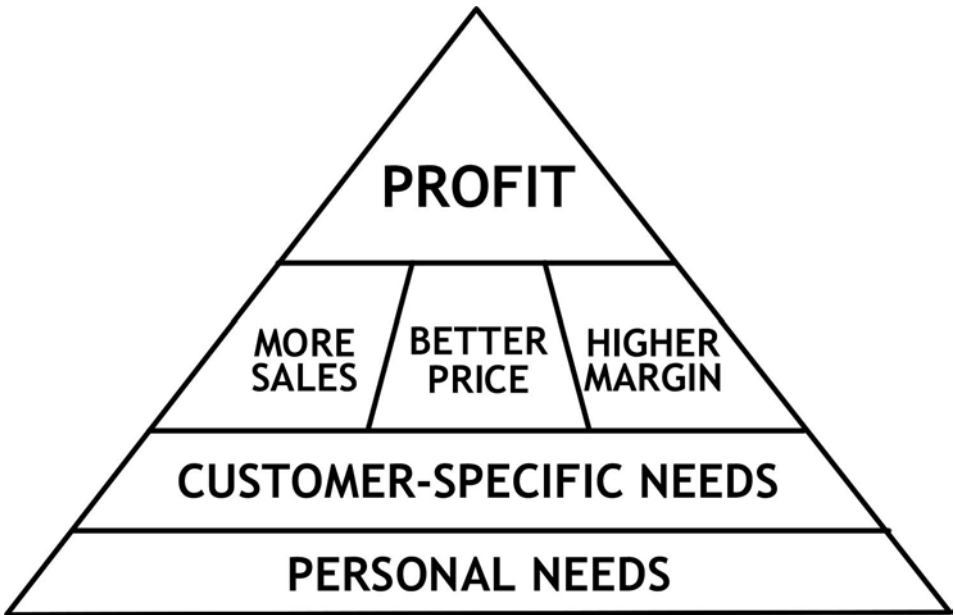 PROFIT
MORE
SALES
BETTER
PRICE
HIGHER
MARGIN
CUSTOMER-SPECIFIC NEEDS
PERSONAL NEEDS